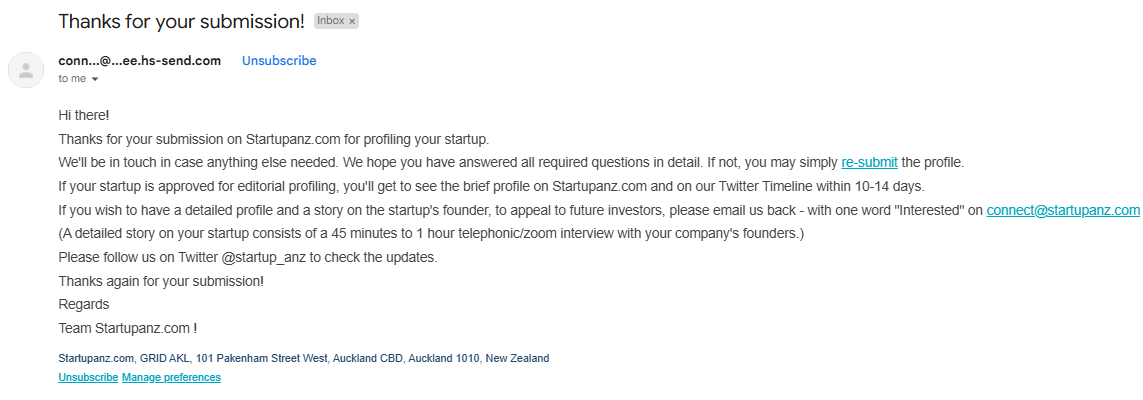 Thanks for your submission! Inbox ×
conn...@...ee.hs-send.com Unsubscribe
to me
Hi there!
Thanks for your submission on Startupanz.com for profiling your startup.
We'll be in touch in case anything else needed. We hope you have answered all required questions in detail. If not, you may simply re-submit the profile.
If your startup is approved for editorial profiling, you'll get to see the brief profile on Startupanz.com and on our Twitter Timeline within 10-14 days.
If you wish to have a detailed profile and a story on the startup's founder, to appeal to future investors, please email us back - with one word "Interested" on connect@startupanz.com
(A detailed story on your startup consists of a 45 minutes to 1 hour telephonic/zoom interview with your company's founders.)
Please follow us on Twitter @startup_anz to check the updates.
Thanks again for your submission!
Regards
Team Startupanz.com !
Startupanz.com, GRID AKL, 101 Pakenham Street West, Auckland CBD, Auckland 1010, New Zealand
Unsubscribe Manage preferences